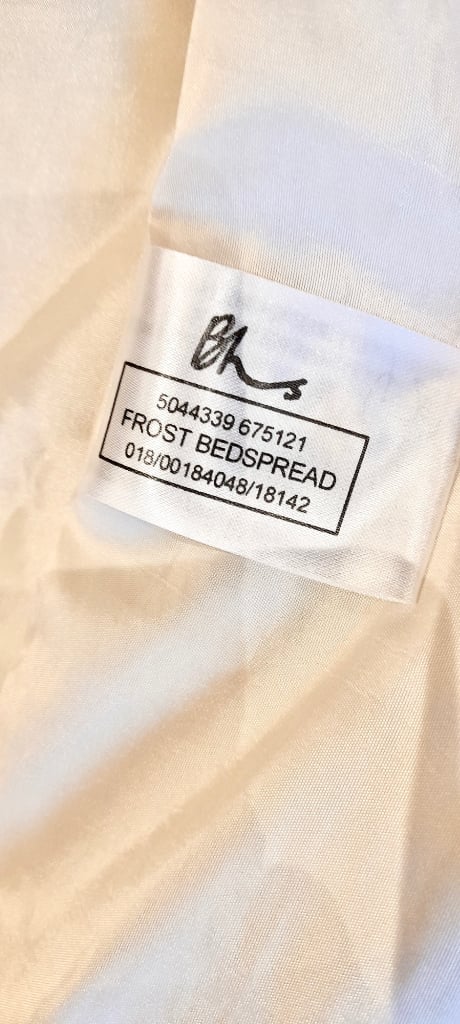 Bhs
5044339 675121
FROST BEDSPREAD
018/00184048/18142